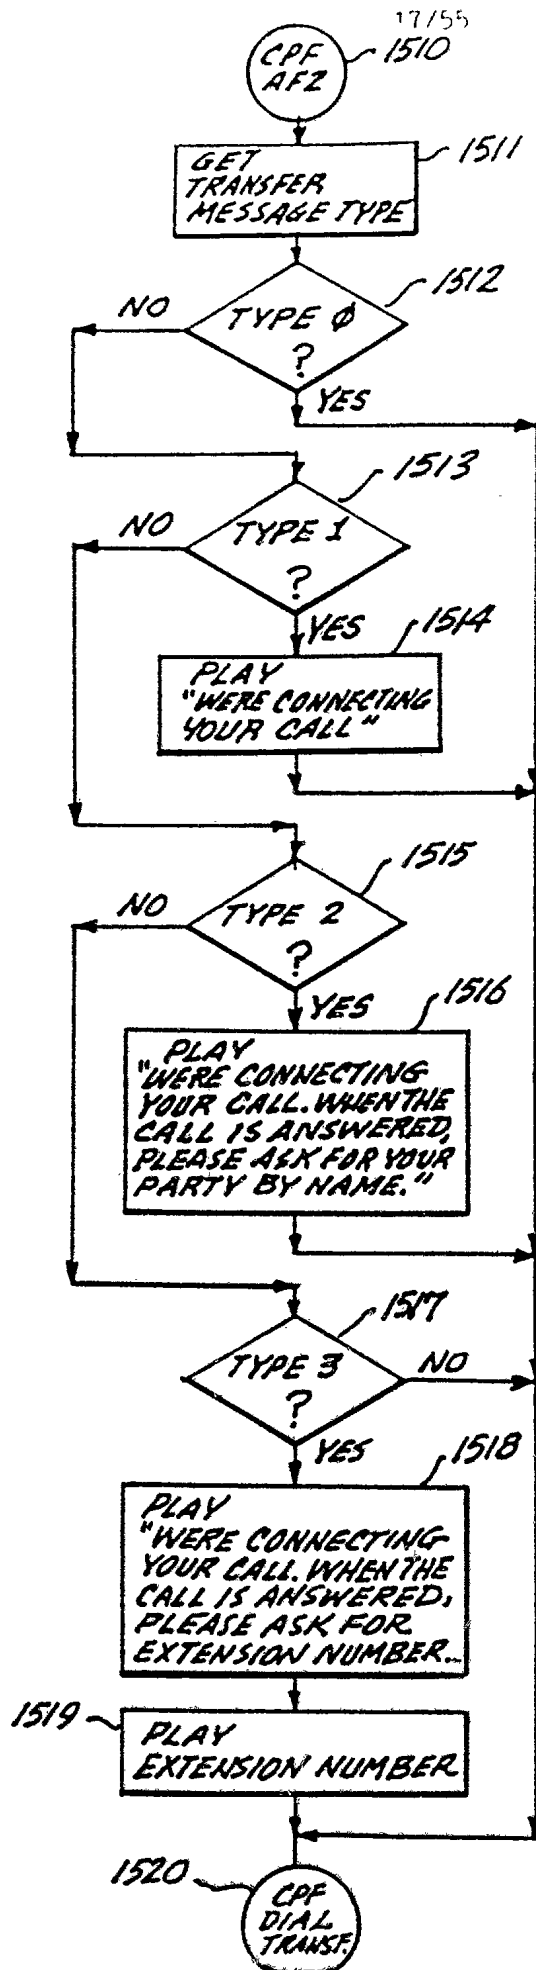 17/55
CPF
AFZ
1510
GET
TRANSFER
MESSAGE TYPE
1511
TYPE Ø
?
1512
NO
YES
TYPE 1
?
1513
NO
YES
PLAY
"WERE CONNECTING
YOUR CALL"
1514
TYPE 2
?
1515
NO
YES
PLAY
"WERE CONNECTING
YOUR CALL. WHEN THE
CALL IS ANSWERED,
PLEASE ASK FOR YOUR
PARTY BY NAME."
1516
TYPE 3
?
1517
NO
YES
PLAY
"WERE CONNECTING
YOUR CALL. WHEN THE
CALL IS ANSWERED,
PLEASE ASK FOR
EXTENSION NUMBER...
1518
1519
PLAY
EXTENSION NUMBER
1520
CPF
DIAL
TRANSF.